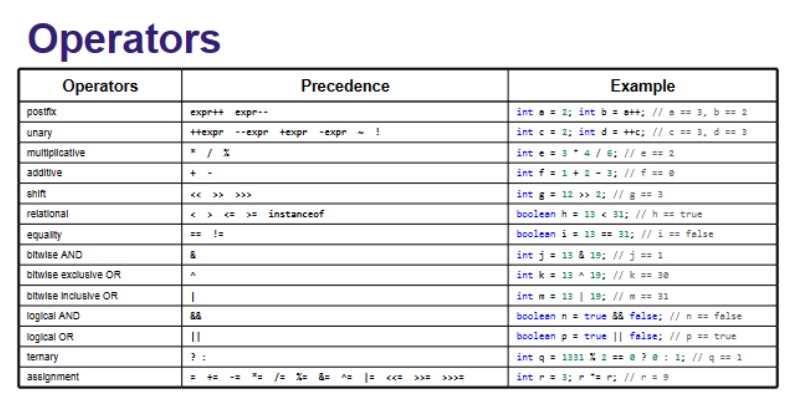 Operators
Operators Precedence Example
postfix expr++ expr-- int a = 2; int b = a++; // a == 3, b == 2
unary ++expr --expr +expr -expr ~ ! int c = 2; int d = ++c; // c == 3, d == 3
multiplicative * / % int e = 3 * 4 / 6; // e == 2
additive + - int f = 1 + 2 - 3; // f == 0
shift << >> >>> int g = 12 >> 2; // g == 3
relational < > <= >= instanceof boolean h = 13 < 31; // h == true
equality == != boolean i = 13 == 31; // i == false
bitwise AND & int j = 13 & 19; // j == 1
bitwise exclusive OR ^ int k = 13 ^ 19; // k == 30
bitwise inclusive OR | int m = 13 | 19; // m == 31
logical AND && boolean n = true && false; // n == false
logical OR || boolean p = true || false; // p == true
ternary ? : int q = 1331 % 2 == 0 ? 0 : 1; // q == 1
assignment = += -= *= /= %= &= ^= |= <<= >>= >>>= int r = 3; r *= r; // r = 9